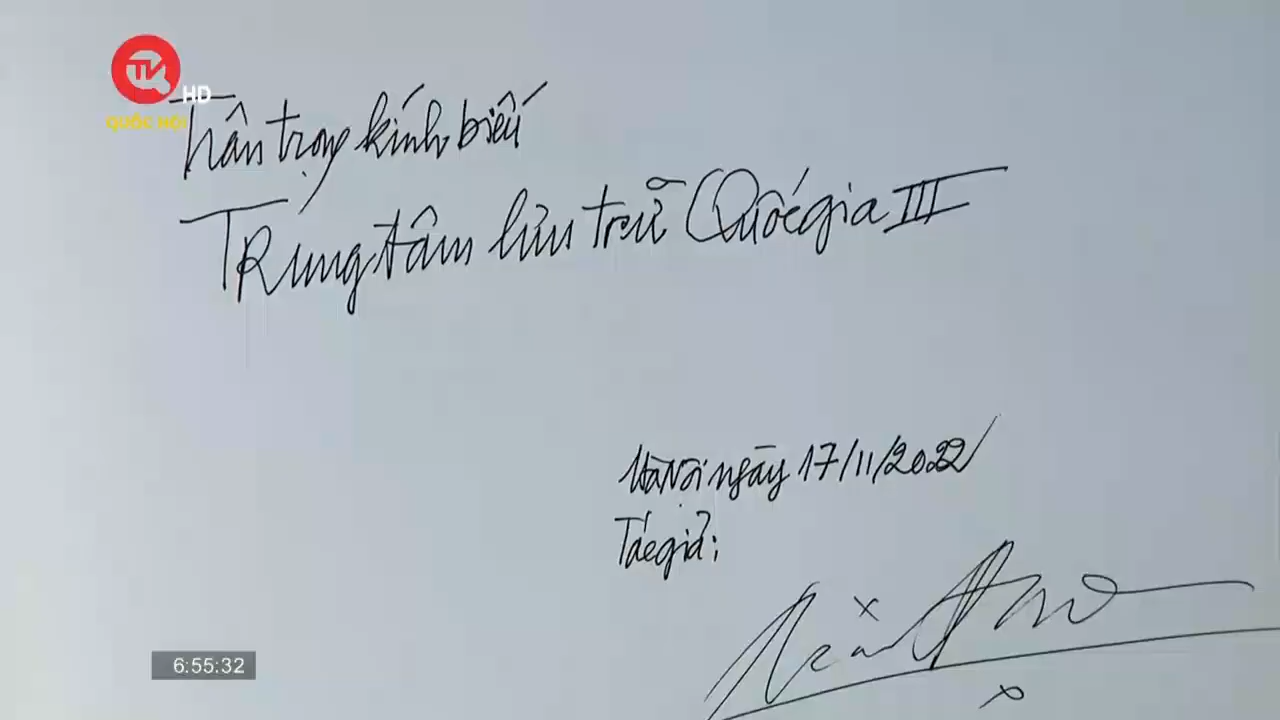 HD
QUỐC HỘI
Trân trọng kính biếu
Trung tâm lưu trữ Quốc gia III
Hà Nội ngày 17/11/2022
Tác giả:
6:55:32